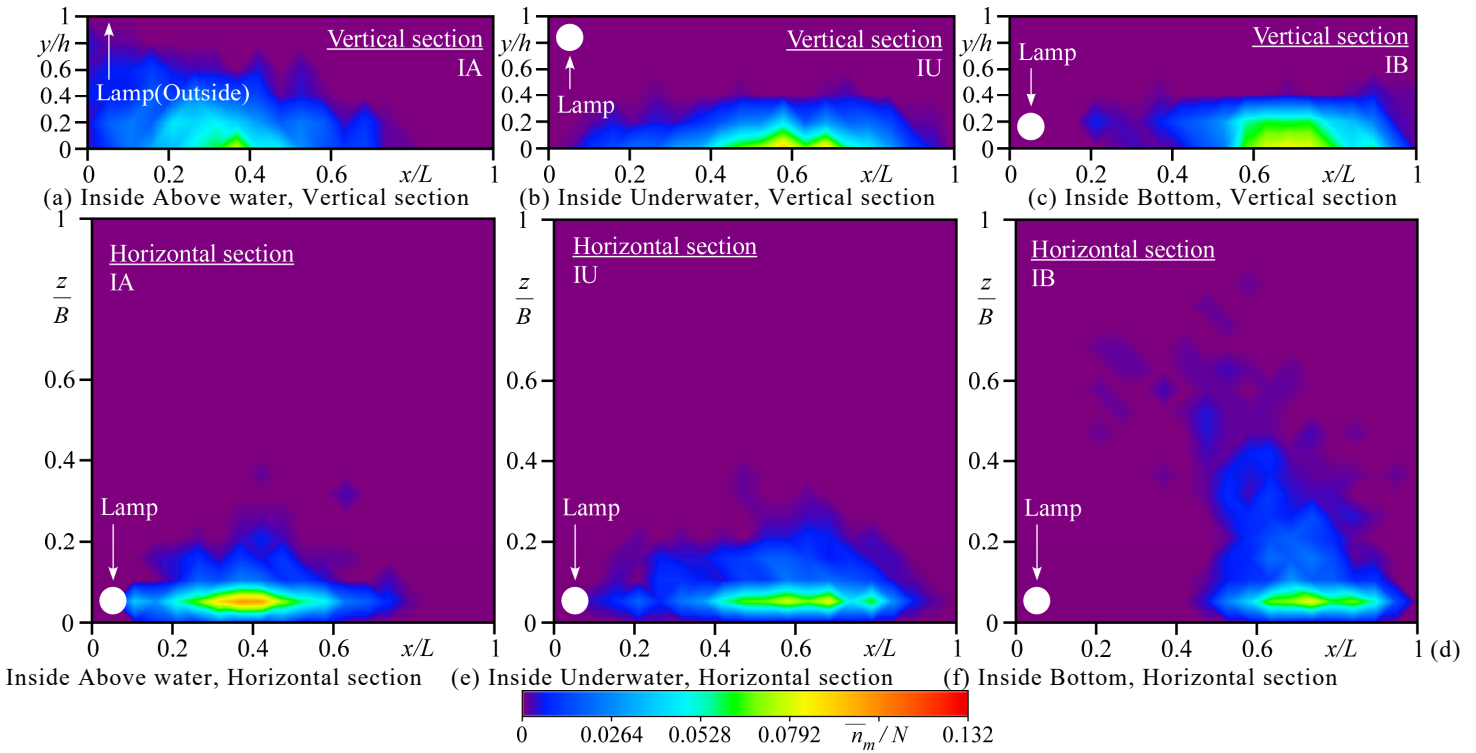 1
y/h
0.6
0.4
0.2
0
Vertical section
IA
Lamp(Outside)
0 0.2 0.4 0.6 x/L 1
(a) Inside Above water, Vertical section
1
y/h
0.6
0.4
0.2
0
Vertical section
IU
Lamp
0 0.2 0.4 0.6 x/L 1
(b) Inside Underwater, Vertical section
1
y/h
0.6
0.4
0.2
0
Vertical section
IB
Lamp
0 0.2 0.4 0.6 x/L 1
(c) Inside Bottom, Vertical section
1
z
B
0.6
0.4
0.2
0
Horizontal section
IA
Lamp
0 0.2 0.4 0.6 x/L 1
1
z
B
0.6
0.4
0.2
0
Horizontal section
IU
Lamp
0 0.2 0.4 0.6 x/L 1
1
z
B
0.6
0.4
0.2
0
Horizontal section
IB
Lamp
0 0.2 0.4 0.6 x/L 1 (d)
Inside Above water, Horizontal section (e) Inside Underwater, Horizontal section (f) Inside Bottom, Horizontal section
0 0.0264 0.0528 0.0792 n̅m/N 0.132